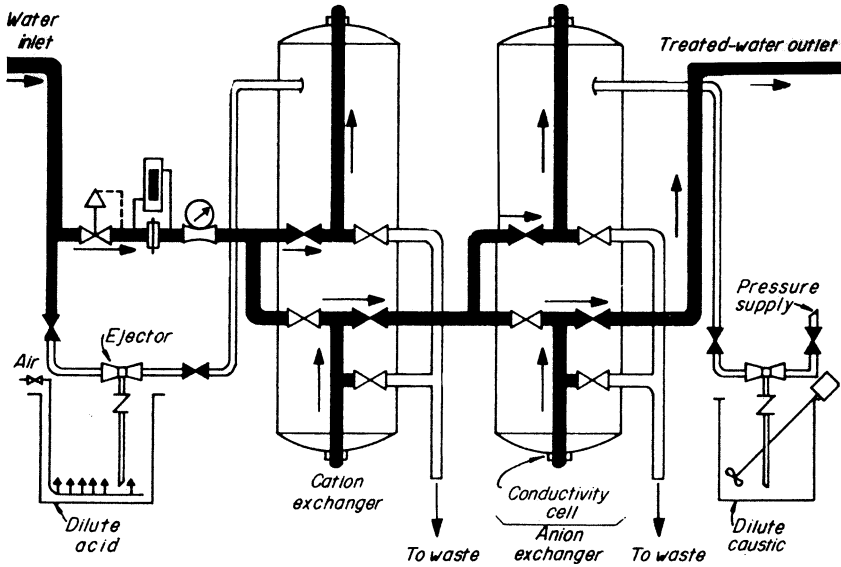 Water
inlet
Treated-water outlet
Pressure
supply
Ejector
Air
Cation
exchanger
Conductivity
cell
Anion
exchanger
Dilute
acid
Dilute
caustic
To waste
To waste